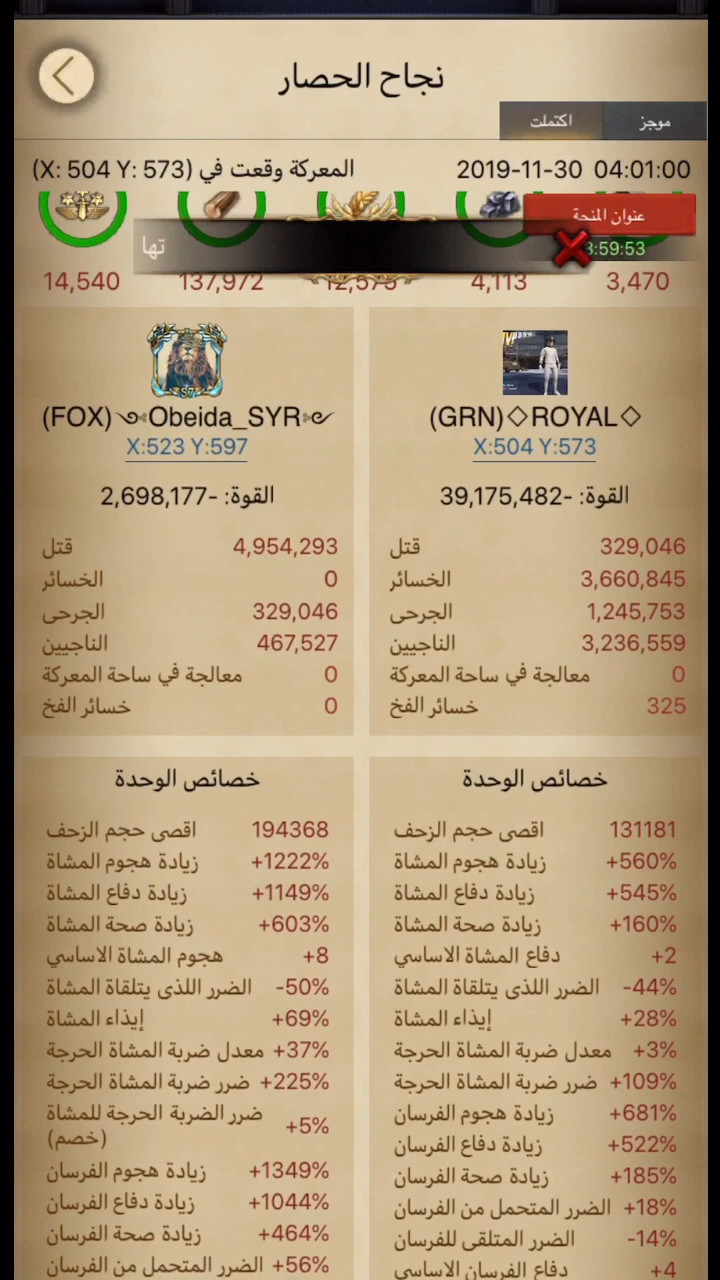 نجاح الحصار
موجز
اكتملت
2019-11-30 04:01:00 المعركة وقعت في (X: 504 Y: 573)
عنوان المنحة
تها
3:59:53
14,540 137,972 12,575 4,113 3,470
(FOX)Obeida_SYR
X:523 Y:597
القوة: -2,698,177
قتل 4,954,293
الخسائر 0
الجرحى 329,046
الناجيين 467,527
معالجة في ساحة المعركة 0
خسائر الفخ 0
(GRN)◇ROYAL◇
X:504 Y:573
القوة: -39,175,482
قتل 329,046
الخسائر 3,660,845
الجرحى 1,245,753
الناجيين 3,236,559
معالجة في ساحة المعركة 0
خسائر الفخ 325
خصائص الوحدة
اقصى حجم الزحف 194368
زيادة هجوم المشاة +1222%
زيادة دفاع المشاة +1149%
زيادة صحة المشاة +603%
هجوم المشاة الاساسي +8
الضرر اللذى يتلقاة المشاة -50%
إيذاء المشاة +69%
معدل ضربة المشاة الحرجة +37%
ضرر ضربة المشاة الحرجة +225%
ضرر الضربة الحرجة للمشاة
(خصم) +5%
زيادة هجوم الفرسان +1349%
زيادة دفاع الفرسان +1044%
زيادة صحة الفرسان +464%
الضرر المتحمل من الفرسان +56%
خصائص الوحدة
اقصى حجم الزحف 131181
زيادة هجوم المشاة +560%
زيادة دفاع المشاة +545%
زيادة صحة المشاة +160%
دفاع المشاة الاساسي +2
الضرر اللذى يتلقاة المشاة -44%
إيذاء المشاة +28%
معدل ضربة المشاة الحرجة +3%
ضرر ضربة المشاة الحرجة +109%
زيادة هجوم الفرسان +681%
زيادة دفاع الفرسان +522%
زيادة صحة الفرسان +185%
الضرر المتحمل من الفرسان +18%
الضرر المتلقى للفرسان -14%
دفاع الفرسان الاساسي +4